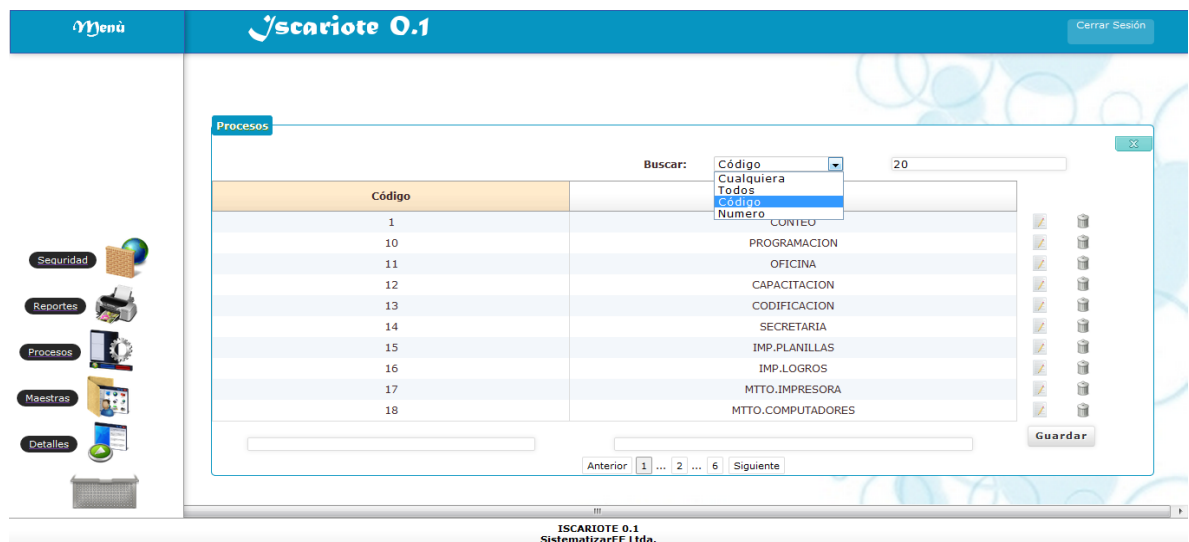 Menù
Yscariote 0.1
Cerrar Sesión
Procesos
Buscar: Código 20
Cualquiera
Todos
Código
Numero
Código
1 CONTEO
10 PROGRAMACION
11 OFICINA
12 CAPACITACION
13 CODIFICACION
14 SECRETARIA
15 IMP.PLANILLAS
16 IMP.LOGROS
17 MTTO.IMPRESORA
18 MTTO.COMPUTADORES
Guardar
Anterior 1 ... 2 ... 6 Siguiente
Seguridad
Reportes
Procesos
Maestras
Detalles
ISCARIOTE 0.1
SistematizarEF Ltda.